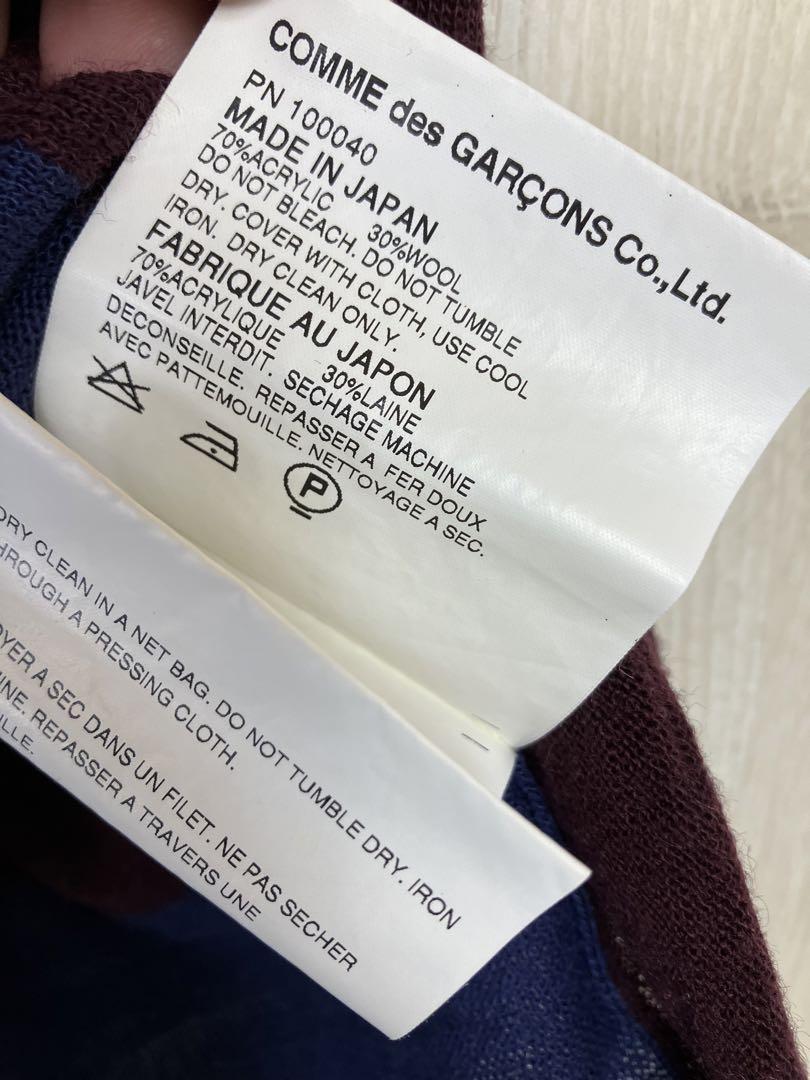 COMME des GARÇONS Co., Ltd.
PN 100040
MADE IN JAPAN
70%ACRYLIC 30%WOOL
DO NOT BLEACH. DO NOT TUMBLE
DRY. COVER WITH CLOTH, USE COOL
IRON. DRY CLEAN ONLY.
FABRIQUE AU JAPON
70%ACRYLIQUE 30%LAINE
JAVEL INTERDIT. SECHAGE MACHINE
DECONSEILLE. REPASSER A FER DOUX
AVEC PATTEMOUILLE. NETTOYAGE A SEC.
P
DRY CLEAN IN A NET BAG. DO NOT TUMBLE DRY. IRON
THROUGH A PRESSING CLOTH.
OYER A SEC DANS UN FILET. NE PAS SECHER
INE. REPASSER A TRAVERS UNE
ILLE.